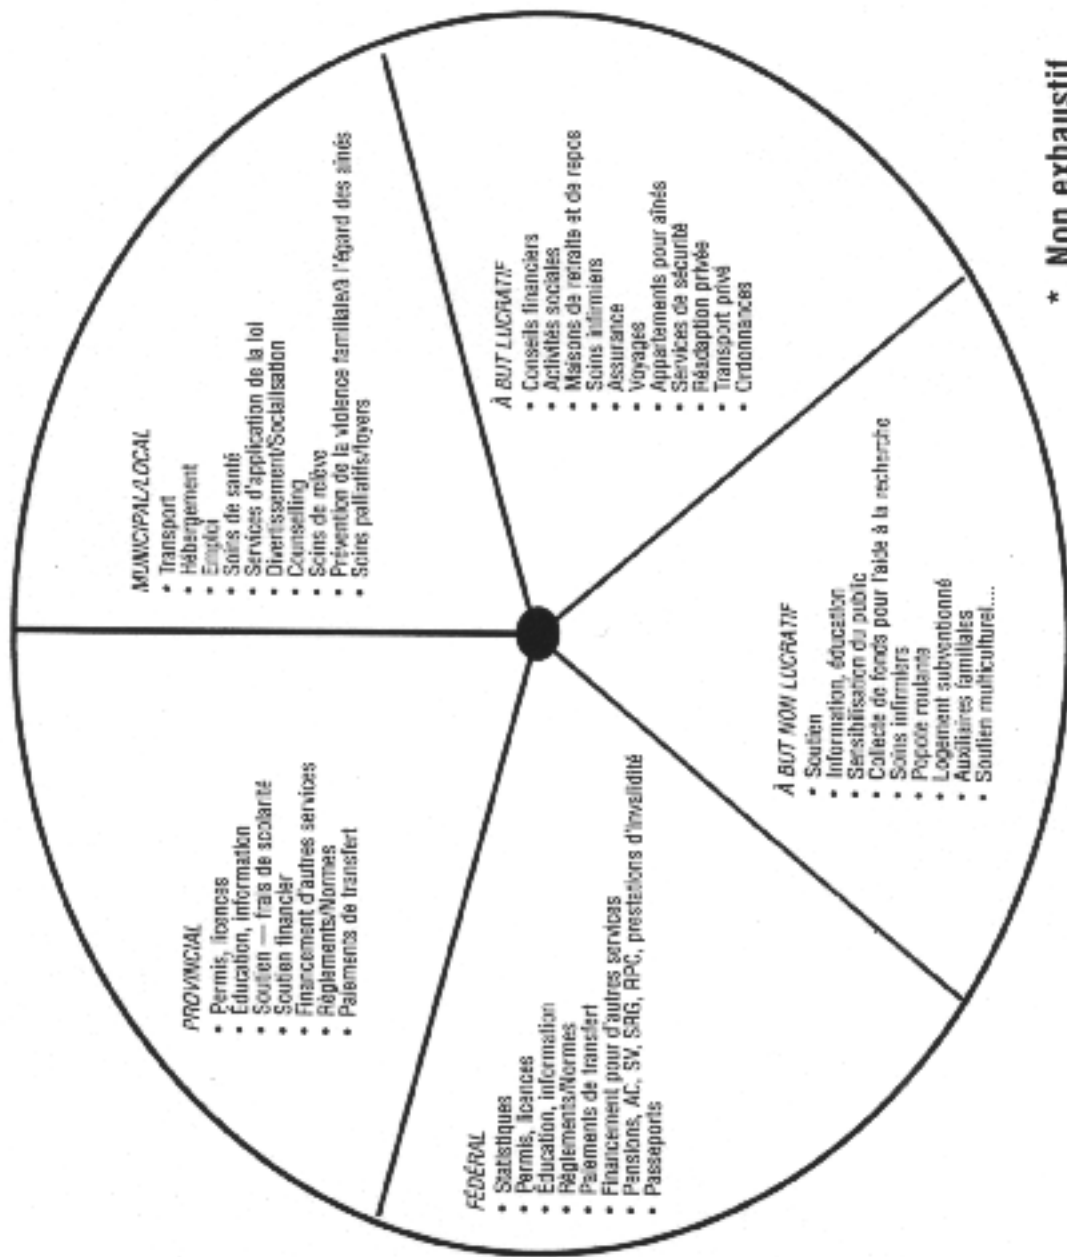 PROVINCIAL
• Permis, licences
• Éducation, information
• Soutien — frais de scolarité
• Soutien financier
• Financement d'autres services
• Règlements/Normes
• Paiements de transfert
MUNICIPAL/LOCAL
• Transport
• Hébergement
• Emploi
• Soins de santé
• Services d'application de la loi
• Divertissement/Socialisation
• Counselling
• Soins de relève
• Prévention de la violence familiale/à l'égard des aînés
• Soins palliatifs/foyers
FÉDÉRAL
• Statistiques
• Permis, licences
• Éducation, information
• Règlements/Normes
• Paiements de transfert
• Financement pour d'autres services
• Pensions, AC, SV, SRG, RPC, prestations d'invalidité
• Passeports
À BUT LUCRATIF
• Conseils financiers
• Activités sociales
• Maisons de retraite et de repos
• Soins infirmiers
• Assurance
• Voyages
• Appartements pour aînés
• Services de sécurité
• Réadaption privée
• Transport privé
• Ordonnances
À BUT NON LUCRATIF
• Soutien
• Information, éducation
• Sensibilisation du public
• Collecte de fonds pour l'aide à la recherche
• Soins infirmiers
• Popote roulante
• Logement subventionné
• Auxiliaires familiales
• Soutien multiculturel....
* Non exhaustif